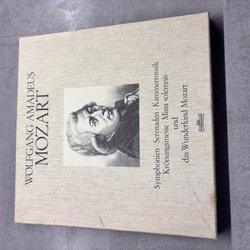 WOLFGANG AMADEUS
MOZART
Symphonien · Serenaden · Kammermusik
Krönungsmesse · Missa solemnis
und
das Wunderkind Mozart